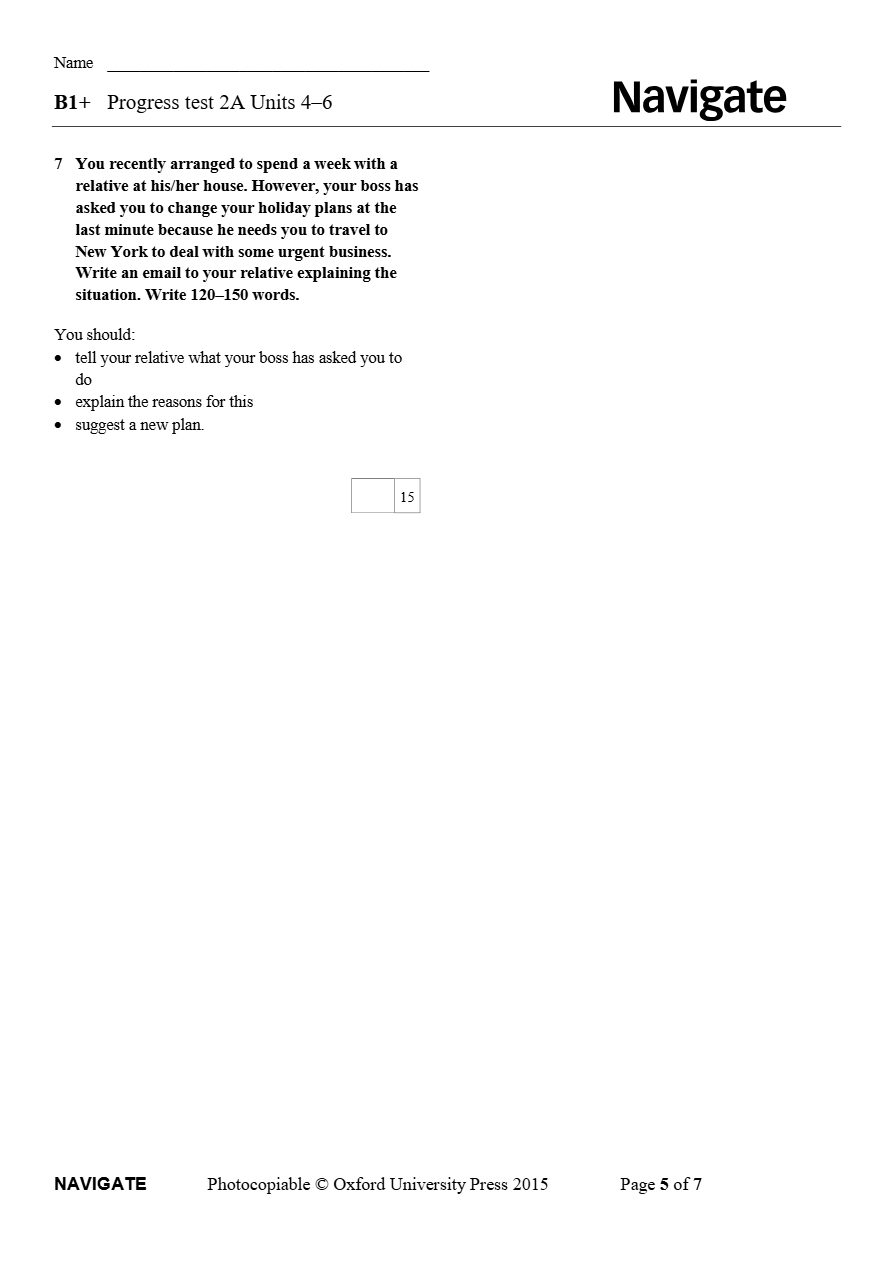 Name
B1+ Progress test 2A Units 4–6
Navigate
7 You recently arranged to spend a week with a
relative at his/her house. However, your boss has
asked you to change your holiday plans at the
last minute because he needs you to travel to
New York to deal with some urgent business.
Write an email to your relative explaining the
situation. Write 120–150 words.
You should:
• tell your relative what your boss has asked you to
do
• explain the reasons for this
• suggest a new plan.
15
NAVIGATE Photocopiable © Oxford University Press 2015 Page 5 of 7